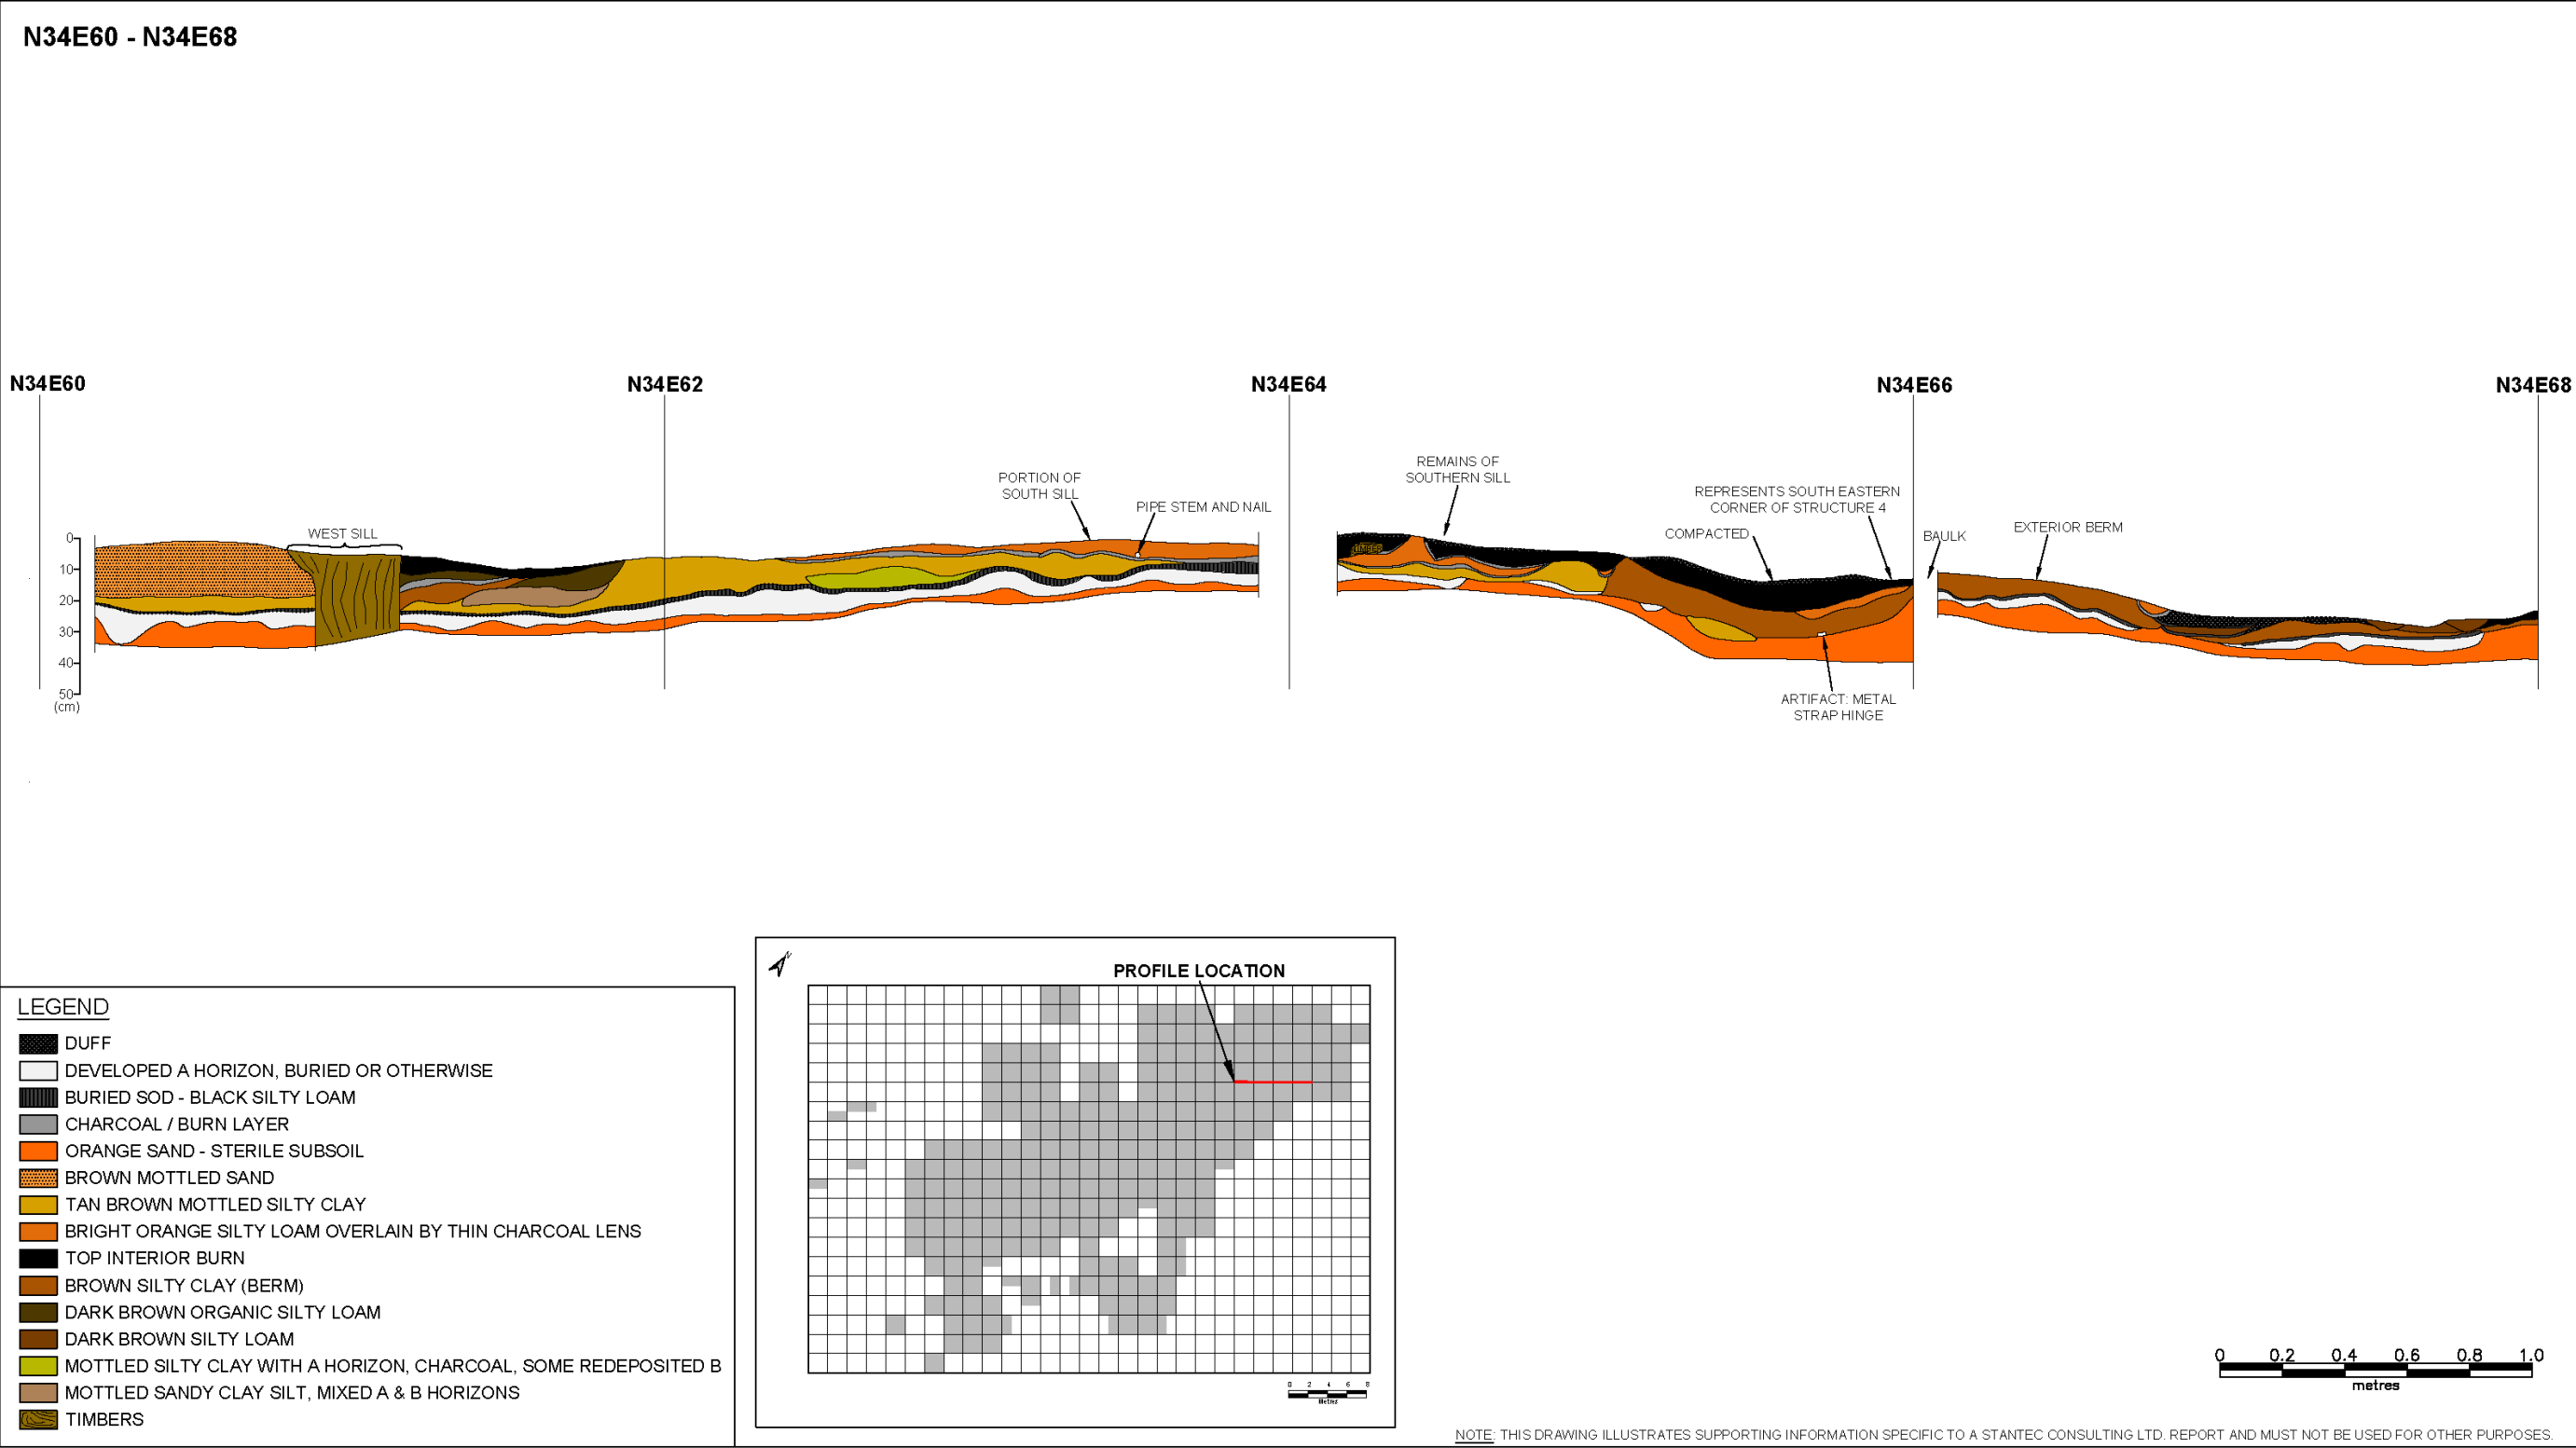 N34E60 - N34E68
N34E60
N34E62
N34E64
N34E66
N34E68
REMAINS OF
SOUTHERN SILL
PORTION OF
SOUTH SILL
PIPE STEM AND NAIL
REPRESENTS SOUTH EASTERN
CORNER OF STRUCTURE 4
COMPACTED
BAULK
EXTERIOR BERM
WEST SILL
TIMBER
0
10
20
30
40
50
(cm)
ARTIFACT: METAL
STRAP HINGE
LEGEND
DUFF
DEVELOPED A HORIZON, BURIED OR OTHERWISE
BURIED SOD - BLACK SILTY LOAM
CHARCOAL / BURN LAYER
ORANGE SAND - STERILE SUBSOIL
BROWN MOTTLED SAND
TAN BROWN MOTTLED SILTY CLAY
BRIGHT ORANGE SILTY LOAM OVERLAIN BY THIN CHARCOAL LENS
TOP INTERIOR BURN
BROWN SILTY CLAY (BERM)
DARK BROWN ORGANIC SILTY LOAM
DARK BROWN SILTY LOAM
MOTTLED SILTY CLAY WITH A HORIZON, CHARCOAL, SOME REDEPOSITED B
MOTTLED SANDY CLAY SILT, MIXED A & B HORIZONS
TIMBERS
N
PROFILE LOCATION
0 2 4 6 8
Metres
0 0.2 0.4 0.6 0.8 1.0
metres
NOTE: THIS DRAWING ILLUSTRATES SUPPORTING INFORMATION SPECIFIC TO A STANTEC CONSULTING LTD. REPORT AND MUST NOT BE USED FOR OTHER PURPOSES.